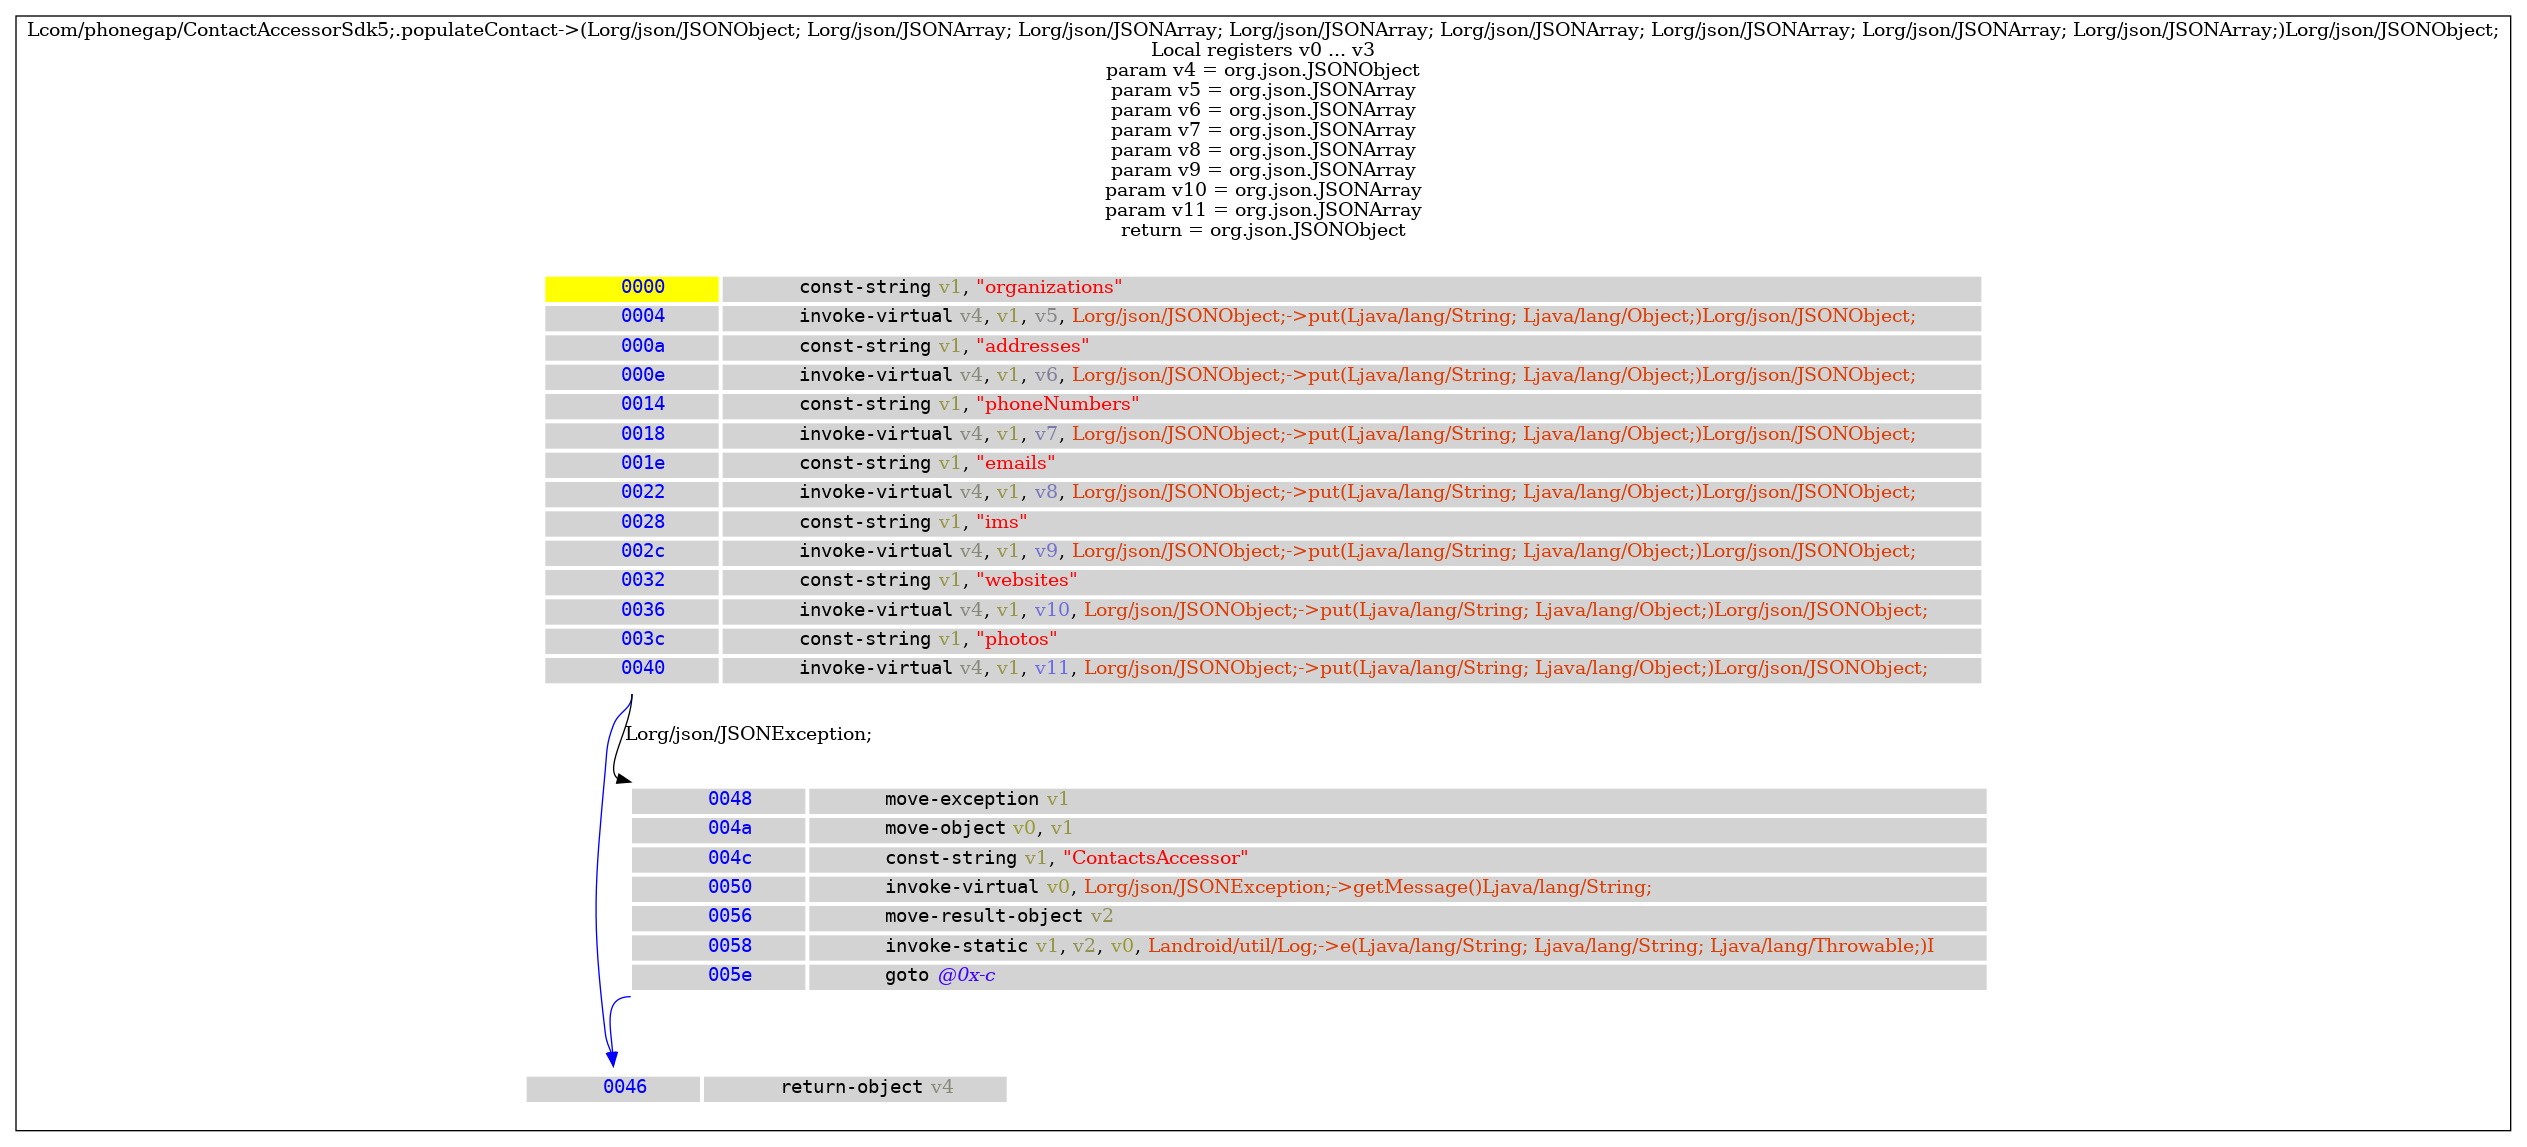 Lcom/phonegap/ContactAccessorSdk5;.populateContact->(Lorg/json/JSONObject; Lorg/json/JSONArray; Lorg/json/JSONArray; Lorg/json/JSONArray; Lorg/json/JSONArray; Lorg/json/JSONArray; Lorg/json/JSONArray; Lorg/json/JSONArray;)Lorg/json/JSONObject;
Local registers v0 ... v3
param v4 = org.json.JSONObject
param v5 = org.json.JSONArray
param v6 = org.json.JSONArray
param v7 = org.json.JSONArray
param v8 = org.json.JSONArray
param v9 = org.json.JSONArray
param v10 = org.json.JSONArray
param v11 = org.json.JSONArray
return = org.json.JSONObject
0000 const-string v1, "organizations"
0004 invoke-virtual v4, v1, v5, Lorg/json/JSONObject;->put(Ljava/lang/String; Ljava/lang/Object;)Lorg/json/JSONObject;
000a const-string v1, "addresses"
000e invoke-virtual v4, v1, v6, Lorg/json/JSONObject;->put(Ljava/lang/String; Ljava/lang/Object;)Lorg/json/JSONObject;
0014 const-string v1, "phoneNumbers"
0018 invoke-virtual v4, v1, v7, Lorg/json/JSONObject;->put(Ljava/lang/String; Ljava/lang/Object;)Lorg/json/JSONObject;
001e const-string v1, "emails"
0022 invoke-virtual v4, v1, v8, Lorg/json/JSONObject;->put(Ljava/lang/String; Ljava/lang/Object;)Lorg/json/JSONObject;
0028 const-string v1, "ims"
002c invoke-virtual v4, v1, v9, Lorg/json/JSONObject;->put(Ljava/lang/String; Ljava/lang/Object;)Lorg/json/JSONObject;
0032 const-string v1, "websites"
0036 invoke-virtual v4, v1, v10, Lorg/json/JSONObject;->put(Ljava/lang/String; Ljava/lang/Object;)Lorg/json/JSONObject;
003c const-string v1, "photos"
0040 invoke-virtual v4, v1, v11, Lorg/json/JSONObject;->put(Ljava/lang/String; Ljava/lang/Object;)Lorg/json/JSONObject;
Lorg/json/JSONException;
0048 move-exception v1
004a move-object v0, v1
004c const-string v1, "ContactsAccessor"
0050 invoke-virtual v0, Lorg/json/JSONException;->getMessage()Ljava/lang/String;
0056 move-result-object v2
0058 invoke-static v1, v2, v0, Landroid/util/Log;->e(Ljava/lang/String; Ljava/lang/String; Ljava/lang/Throwable;)I
005e goto @0x-c
0046 return-object v4